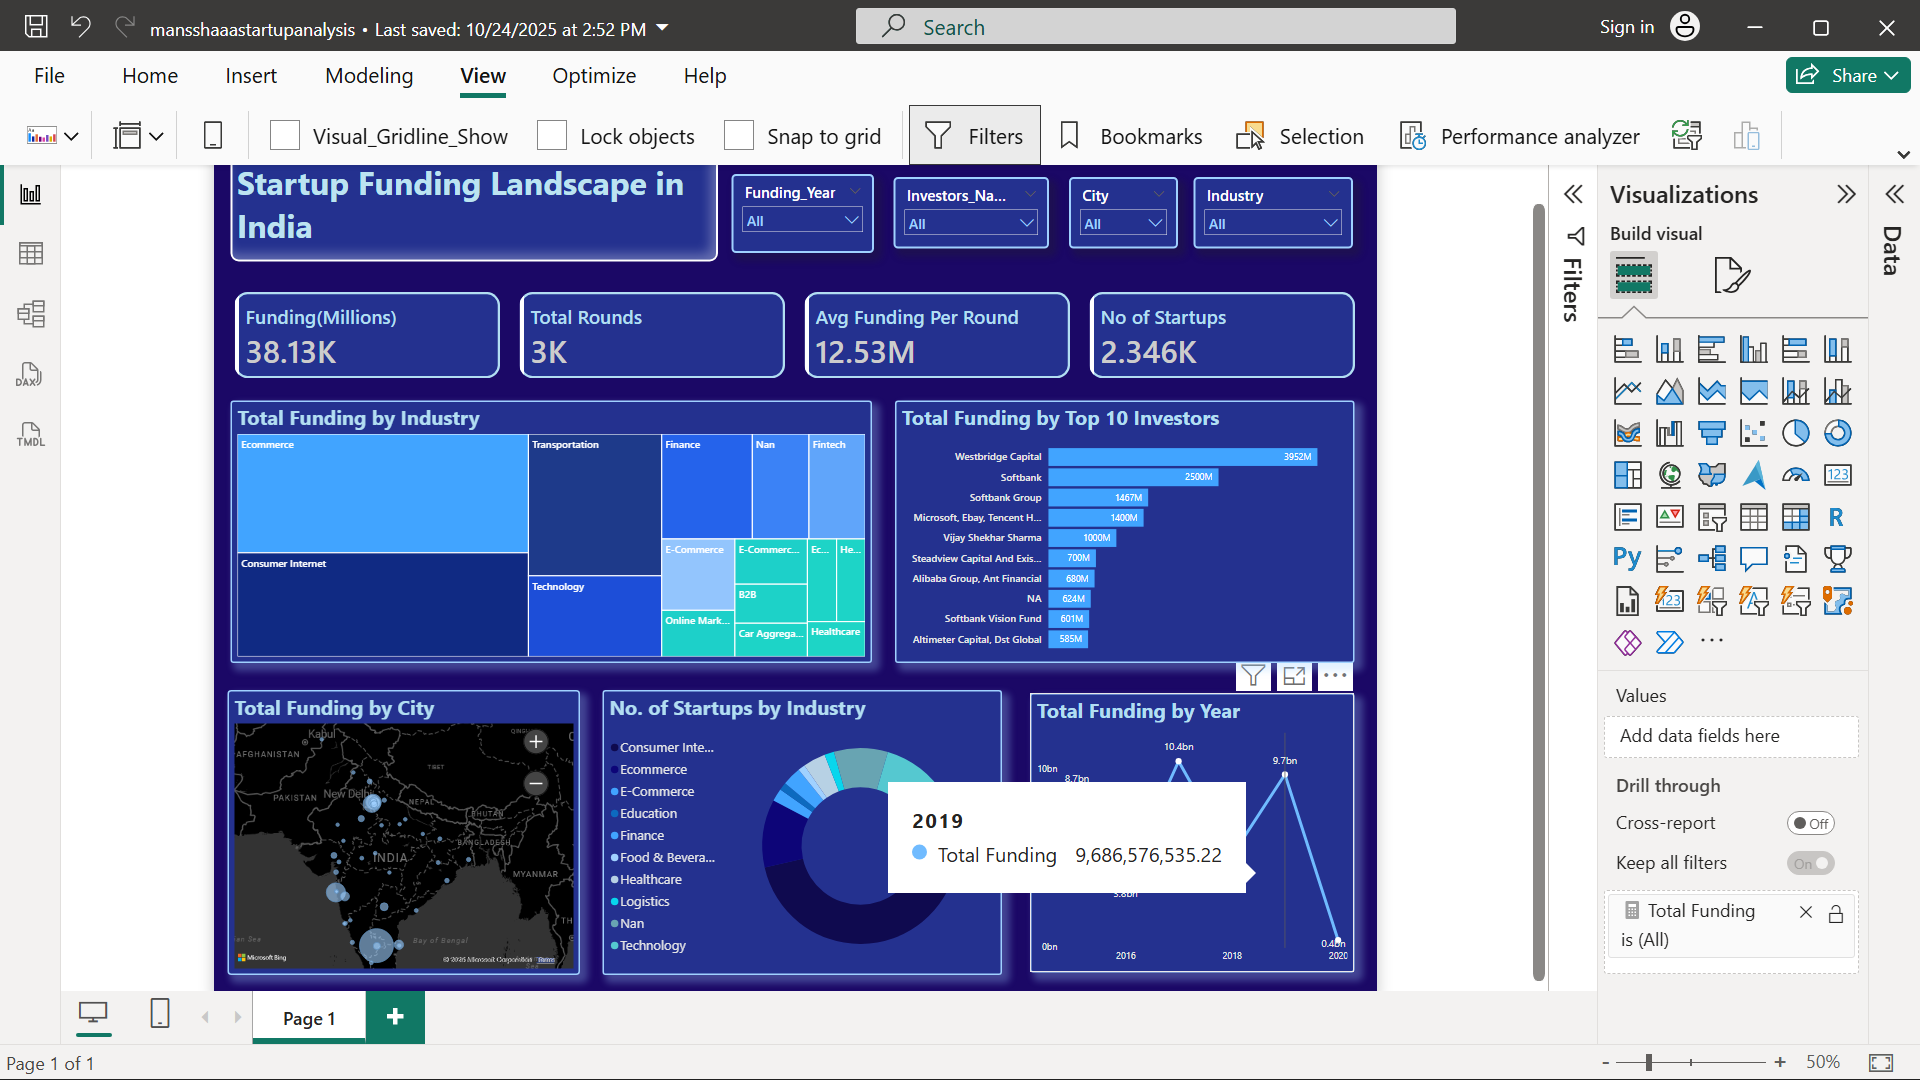 mansshaaastartupanalysis • Last saved: 10/24/2025 at 2:52 PM
Search
Sign in
File Home Insert Modeling View Optimize Help
Share
Visual_Gridline_Show Lock objects Snap to grid Filters Bookmarks Selection Performance analyzer
Startup Funding Landscape in
India
Funding_Year
All
Investors_Na...
All
City
All
Industry
All
Funding(Millions)
38.13K
Total Rounds
3K
Avg Funding Per Round
12.53M
No of Startups
2.346K
Total Funding by Industry
Ecommerce
Consumer Internet
Transportation
Technology
Finance
Nan
Fintech
E-Commerce
Online Mark...
E-Commerc...
B2B
Car Aggrega...
Ec...
He...
Healthcare
Total Funding by Top 10 Investors
Westbridge Capital 3952M
Softbank 2500M
Softbank Group 1467M
Microsoft, Ebay, Tencent H... 1400M
Vijay Shekhar Sharma 1000M
Steadview Capital And Exis... 700M
Alibaba Group, Ant Financial 680M
NA 624M
Softbank Vision Fund 601M
Altimeter Capital, Dst Global 585M
Total Funding by City
Kabul
AFGHANISTAN
TIBET
PAKISTAN
New Delhi
NEPAL
BHUTAN
BANGLADESH
INDIA
MYANMAR
TH
Bay of Bengal
Microsoft Bing
© 2025 Microsoft Corporation Terms
No. of Startups by Industry
Consumer Inte...
Ecommerce
E-Commerce
Education
Finance
Food & Bevera...
Healthcare
Logistics
Nan
Technology
Total Funding by Year
10bn
0bn
8.7bn
10.4bn
9.7bn
3.8bn
0.4bn
2016 2018 2020
2019
Total Funding 9,686,576,535.22
Filters
Visualizations
Build visual
Values
Add data fields here
Drill through
Cross-report Off
Keep all filters On
Total Funding
is (All)
Data
DAX
TMDL
123
R
Py
123
Page 1
Page 1 of 1
50%